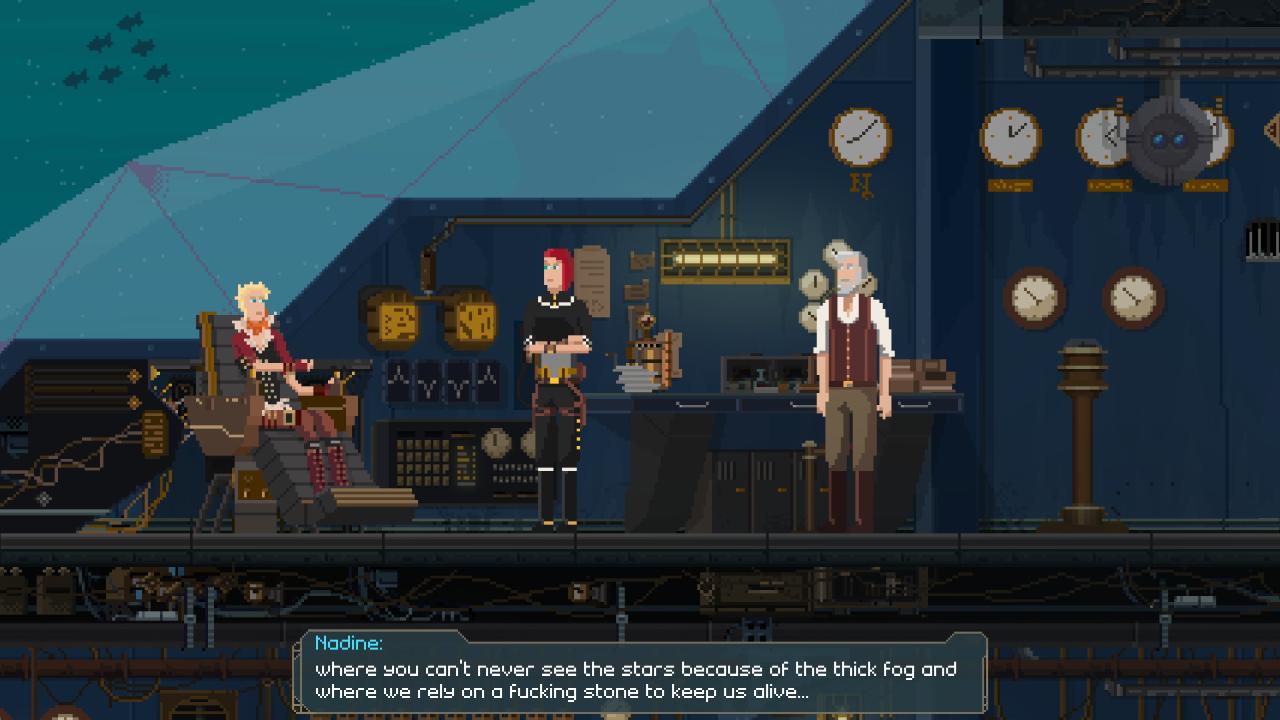 Nadine:
where you can't never see the stars because of the thick fog and
where we rely on a fucking stone to keep us alive...